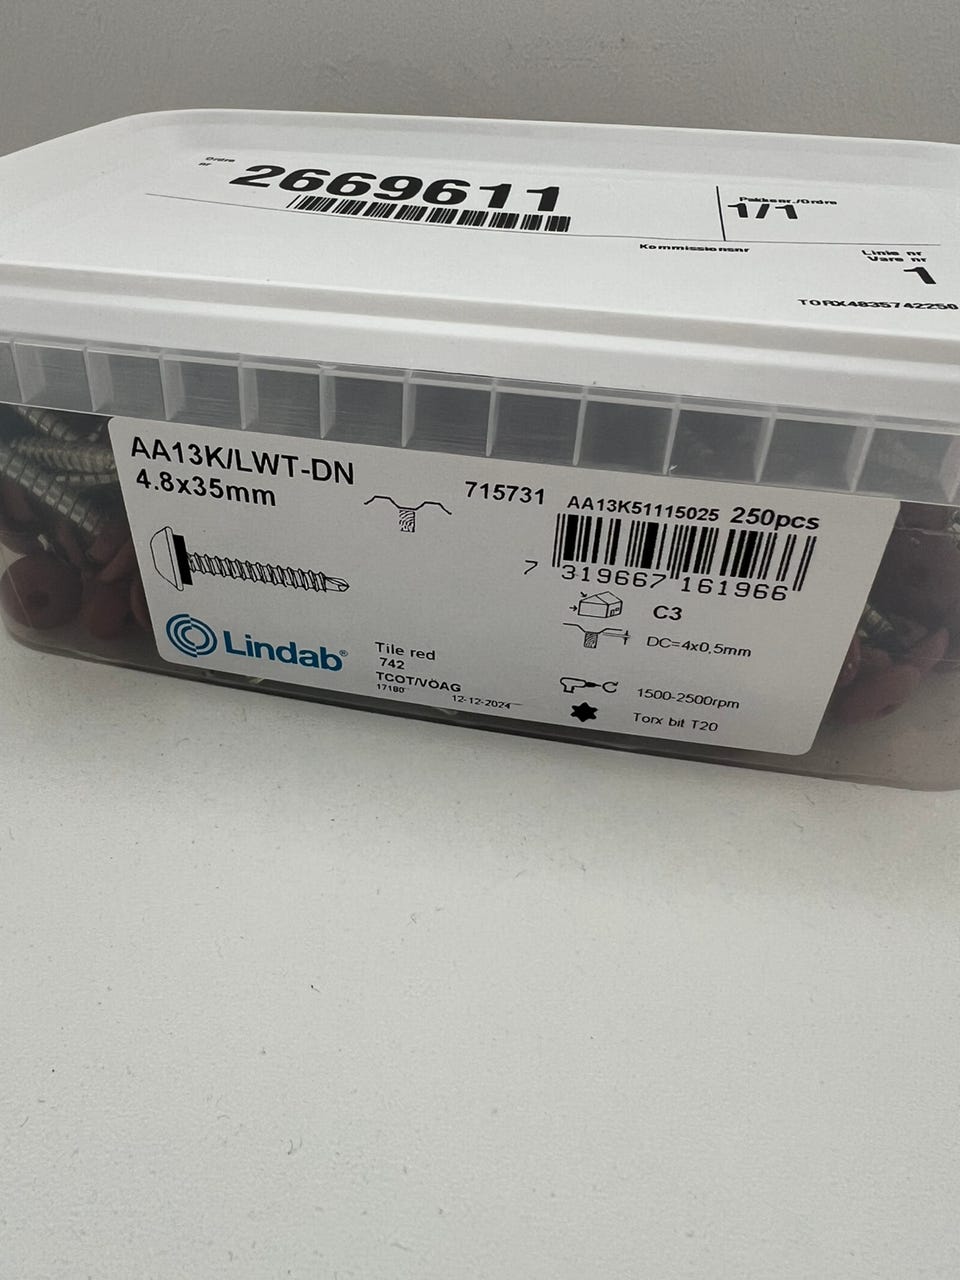 Ordre
nr
2669611
Pakkenr./Ordre
1/1
Kommissionsnr
Linie nr
Vare nr
1
TORX4835742250
AA13K/LWT-DN
4.8x35mm
715731
AA13K51115025 250pcs
7 319667 161966
C3
DC=4x0,5mm
Lindab®
Tile red
742
TCOT/VÖAG
17180 12-12-2024
1500-2500rpm
Torx bit T20